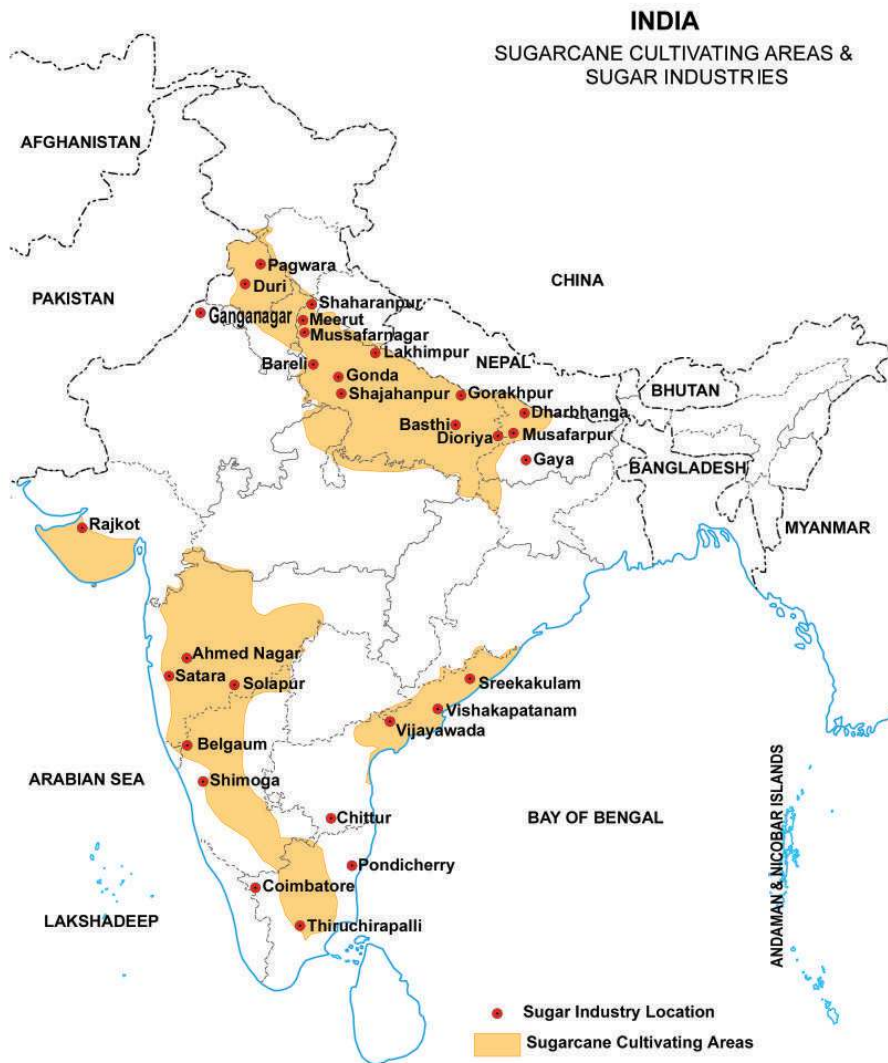 INDIA
SUGARCANE CULTIVATING AREAS &
SUGAR INDUSTRIES
AFGHANISTAN
PAKISTAN
CHINA
Pagwara
Duri
Ganganagar
Shaharanpur
Meerut
Mussafarnagar
Lakhimpur
NEPAL
Bareli
Gonda
Shajahanpur
Gorakhpur
BHUTAN
Dharbhanga
Basthi
Dioriya
Musafarpur
Gaya
BANGLADESH
MYANMAR
Rajkot
Ahmed Nagar
Satara
Solapur
Sreekakulam
Vishakapatanam
Vijayawada
Belgaum
ARABIAN SEA
Shimoga
Chittur
BAY OF BENGAL
Pondicherry
Coimbatore
LAKSHADEEP
Thiruchirapalli
ANDAMAN & NICOBAR ISLANDS
Sugar Industry Location
Sugarcane Cultivating Areas